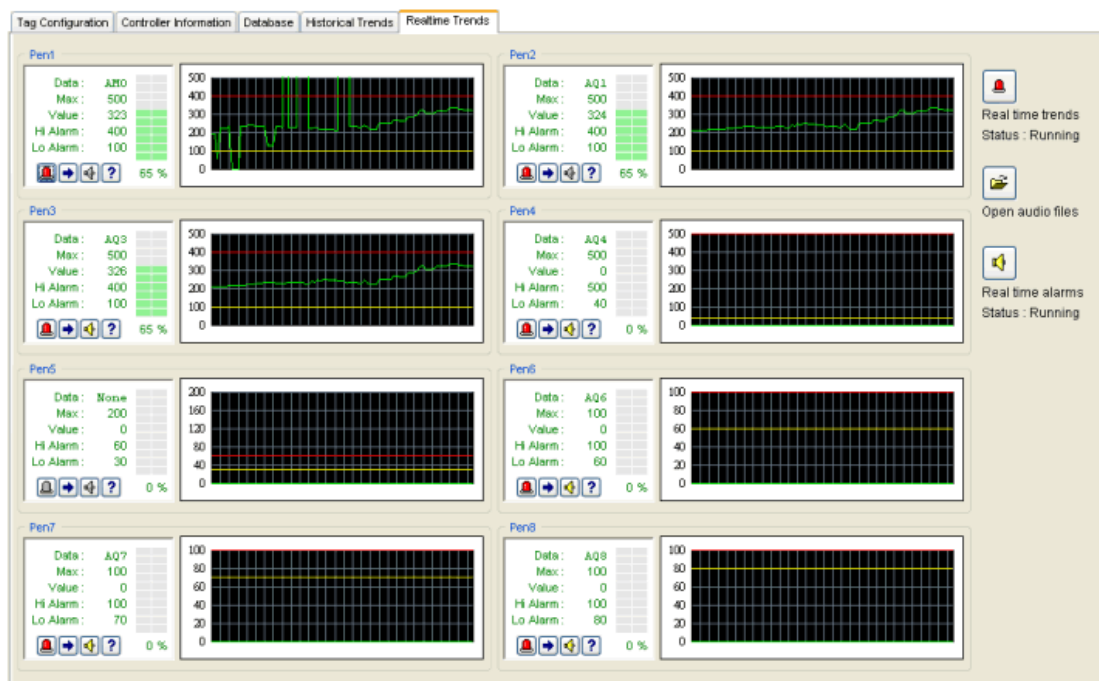 Tag Configuration Controller Information Database Historical Trends Realtime Trends
Pen1
Data : AM0
Max : 500
Value : 323
Hi Alarm : 400
Lo Alarm : 100
? 65 %
500
400
300
200
100
0
Pen2
Data : AQ1
Max : 500
Value : 324
Hi Alarm : 400
Lo Alarm : 100
? 65 %
500
400
300
200
100
0
Real time trends
Status : Running
Open audio files
Real time alarms
Status : Running
Pen3
Data : AQ3
Max : 500
Value : 326
Hi Alarm : 400
Lo Alarm : 100
? 65 %
500
400
300
200
100
0
Pen4
Data : AQ4
Max : 500
Value : 0
Hi Alarm : 500
Lo Alarm : 40
? 0 %
500
400
300
200
100
0
Pen5
Data : None
Max : 200
Value : 0
Hi Alarm : 60
Lo Alarm : 30
? 0 %
200
160
120
80
40
0
Pen6
Data : AQ6
Max : 100
Value : 0
Hi Alarm : 100
Lo Alarm : 60
? 0 %
100
80
60
40
20
0
Pen7
Data : AQ7
Max : 100
Value : 0
Hi Alarm : 100
Lo Alarm : 70
? 0 %
100
80
60
40
20
0
Pen8
Data : AQ8
Max : 100
Value : 0
Hi Alarm : 100
Lo Alarm : 80
? 0 %
100
80
60
40
20
0